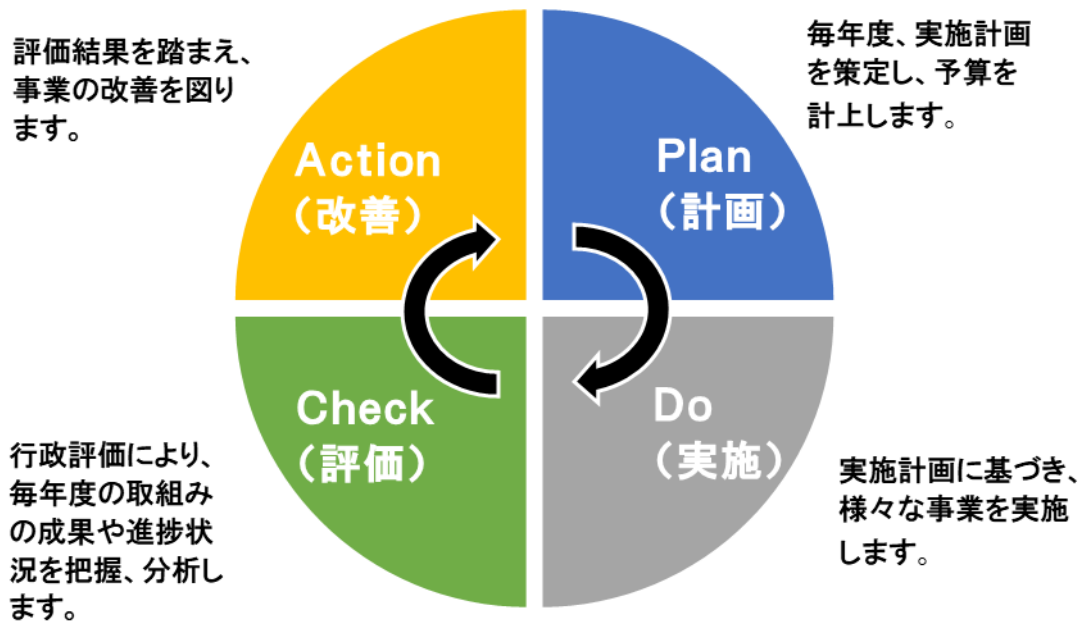 評価結果を踏まえ、
事業の改善を図り
ます。
毎年度、実施計画
を策定し、予算を
計上します。
Action
（改善）
Plan
（計画）
Check
（評価）
Do
（実施）
行政評価により、
毎年度の取組み
の成果や進捗状
況を把握、分析し
ます。
実施計画に基づき、
様々な事業を実施
します。